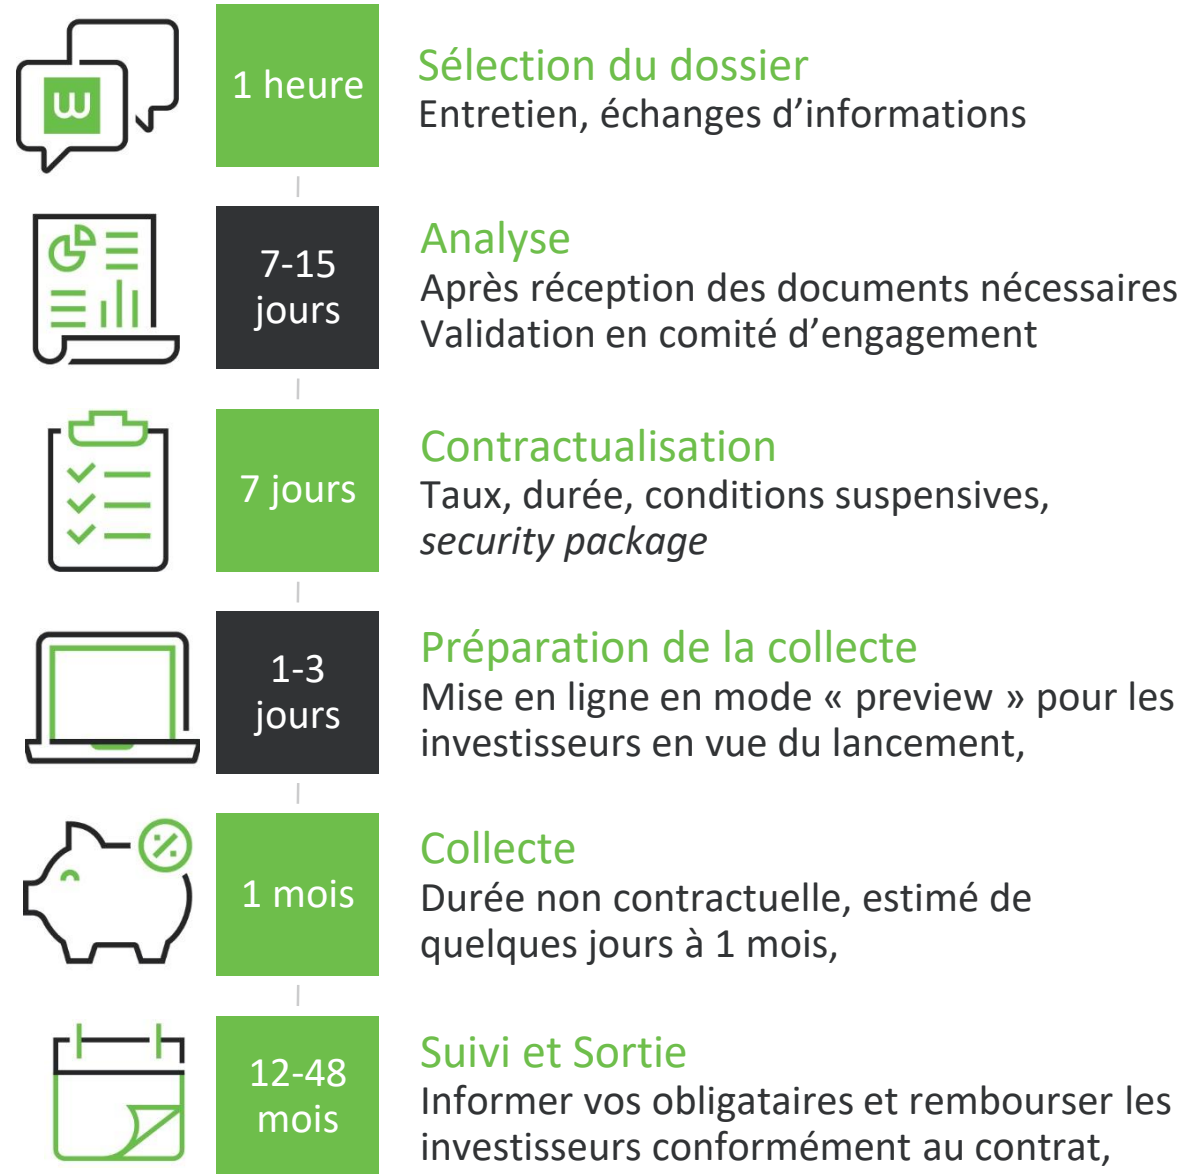 w
1 heure
Sélection du dossier
Entretien, échanges d’informations
7-15
jours
Analyse
Après réception des documents nécessaires
Validation en comité d’engagement
7 jours
Contractualisation
Taux, durée, conditions suspensives,
security package
1-3
jours
Préparation de la collecte
Mise en ligne en mode « preview » pour les
investisseurs en vue du lancement,
%
1 mois
Collecte
Durée non contractuelle, estimé de
quelques jours à 1 mois,
12-48
mois
Suivi et Sortie
Informer vos obligataires et rembourser les
investisseurs conformément au contrat,